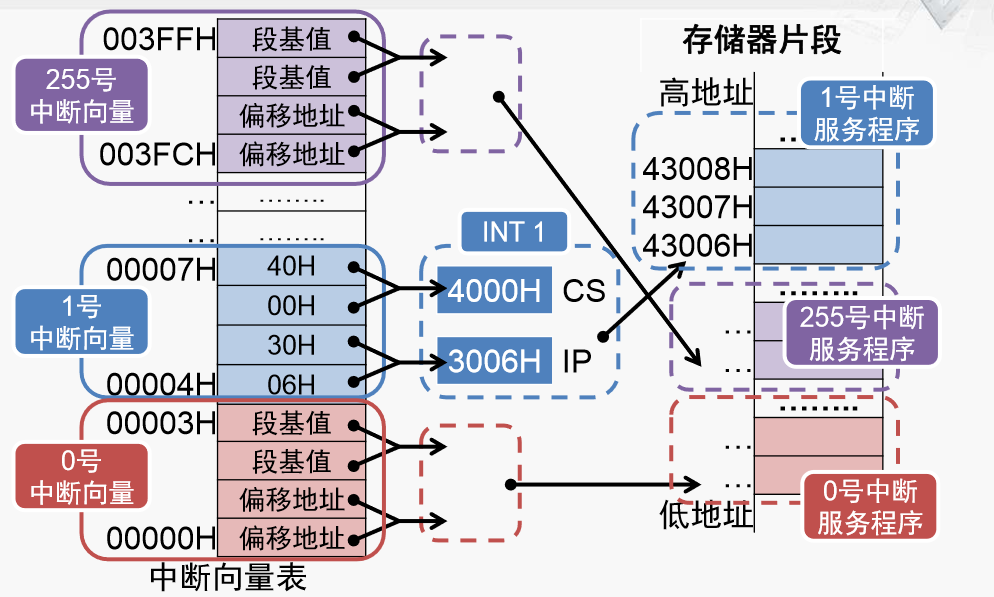 003FFH
段基值
段基值
偏移地址
003FCH
偏移地址
255号
中断向量
...
........
...
........
00007H
40H
00H
30H
00004H
06H
1号
中断向量
INT 1
4000H
CS
3006H
IP
00003H
段基值
段基值
偏移地址
00000H
偏移地址
0号
中断向量
中断向量表
存储器片段
高地址
1号中断
服务程序
43008H
43007H
43006H
........
...
...
255号中断
服务程序
........
...
...
0号中断
服务程序
低地址